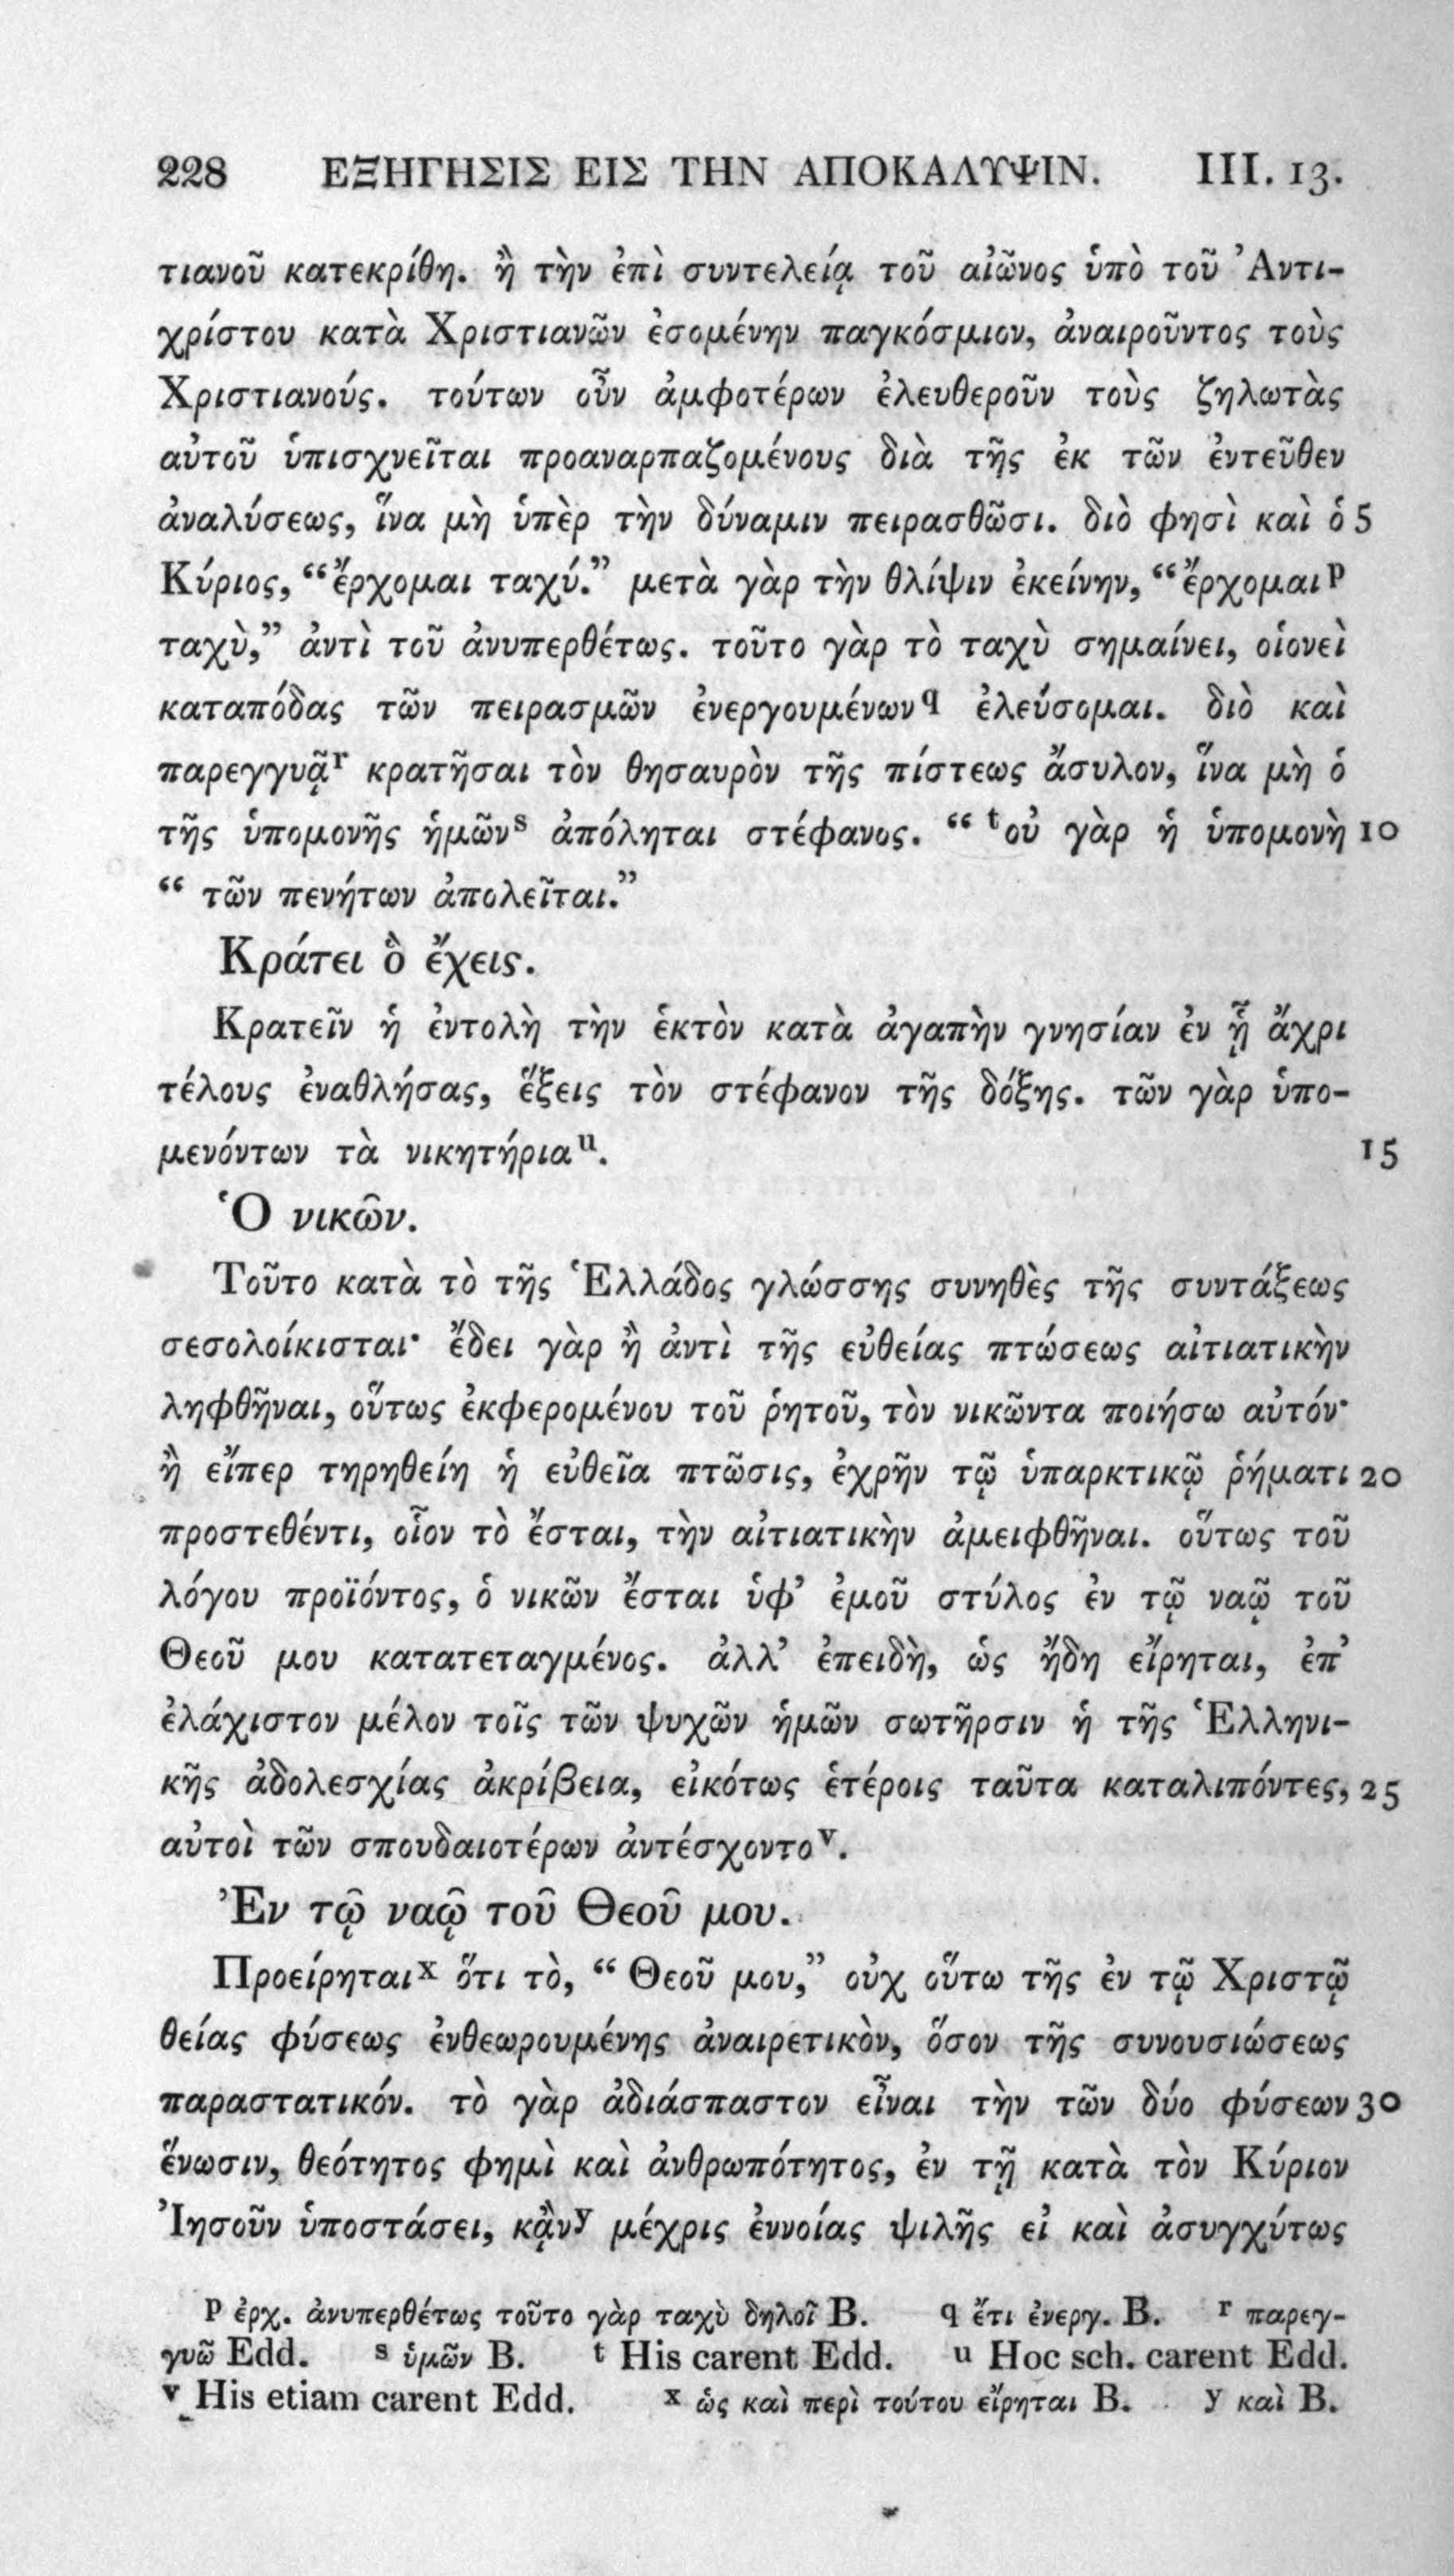 228 ΕΞΗΓΗΣΙΣ ΕΙΣ ΤΗΝ ΑΠΟΚΑΛΥΨΙΝ. III. 13.
τιανοῦ κατεκρίθη. ἢ τὴν ἐπὶ συντελείᾳ τοῦ αἰῶνος ὑπὸ τοῦ Ἀντι-
χρίστου κατὰ Χριστιανῶν ἐσομένην παγκόσμιον, ἀναιροῦντος τοὺς
Χριστιανούς. τούτων οὖν ἀμφοτέρων ἐλευθεροῦν τοὺς ζηλωτὰς
αὐτοῦ ὑπισχνεῖται προαναρπαζομένους διὰ τῆς ἐκ τῶν ἐντεῦθεν
ἀναλύσεως, ἵνα μὴ ὑπὲρ τὴν δύναμιν πειρασθῶσι. διὸ φησὶ καὶ ὁ 5
Κύριος, “ἔρχομαι ταχύ.” μετὰ γὰρ τὴν θλίψιν ἐκείνην, “ἔρχομαι p
ταχὺ,” ἀντὶ τοῦ ἀνυπερθέτως. τοῦτο γὰρ τὸ ταχὺ σημαίνει, οἱονεὶ
καταπόδας τῶν πειρασμῶν ἐνεργουμένων q ἐλεύσομαι. διὸ καὶ
παρεγγυᾷ r κρατῆσαι τὸν θησαυρὸν τῆς πίστεως ἄσυλον, ἵνα μὴ ὁ
τῆς ὑπομονῆς ἡμῶν s ἀπόληται στέφανος. “ t οὐ γὰρ ἡ ὑπομονὴ 10
“ τῶν πενήτων ἀπολεῖται.”
Κράτει ὃ ἔχεις.
Κρατεῖν ἡ ἐντολὴ τὴν ἑκτὸν κατὰ ἀγαπὴν γνησίαν ἐν ᾗ ἄχρι
τέλους ἐναθλήσας, ἕξεις τὸν στέφανον τῆς δόξης. τῶν γὰρ ὑπο-
μενόντων τὰ νικητήρια u. 15
Ὁ νικῶν.
Τοῦτο κατὰ τὸ τῆς Ἑλλάδος γλώσσης συνηθὲς τῆς συντάξεως
σεσολοίκισται· ἔδει γὰρ ἢ ἀντὶ τῆς εὐθείας πτώσεως αἰτιατικὴν
ληφθῆναι, οὕτως ἐκφερομένου τοῦ ῥητοῦ, τὸν νικῶντα ποιήσω αὐτόν·
ἢ εἴπερ τηρηθείη ἡ εὐθεῖα πτῶσις, ἐχρῆν τῷ ὑπαρκτικῷ ῥήματι 20
προστεθέντι, οἷον τὸ ἔσται, τὴν αἰτιατικὴν ἀμειφθῆναι. οὕτως τοῦ
λόγου προϊόντος, ὁ νικῶν ἔσται ὑφ’ ἐμοῦ στύλος ἐν τῷ ναῷ τοῦ
Θεοῦ μου κατατεταγμένος. ἀλλ’ ἐπειδὴ, ὡς ἤδη εἴρηται, ἐπ’
ἐλάχιστον μέλον τοῖς τῶν ψυχῶν ἡμῶν σωτῆρσιν ἡ τῆς Ἑλληνι-
κῆς ἀδολεσχίας ἀκρίβεια, εἰκότως ἑτέροις ταῦτα καταλιπόντες, 25
αὐτοὶ τῶν σπουδαιοτέρων ἀντέσχοντο v.
Ἐν τῷ ναῷ τοῦ Θεοῦ μου.
Προείρηται x ὅτι τὸ, “ Θεοῦ μου,” οὐχ οὕτω τῆς ἐν τῷ Χριστῷ
θείας φύσεως ἐνθεωρουμένης ἀναιρετικὸν, ὅσον τῆς συνουσιώσεως
παραστατικόν. τὸ γὰρ ἀδιάσπαστον εἶναι τὴν τῶν δύο φύσεων 30
ἕνωσιν, θεότητος φημὶ καὶ ἀνθρωπότητος, ἐν τῇ κατὰ τὸν Κύριον
Ἰησοῦν ὑποστάσει, κᾂν y μέχρις ἐννοίας ψιλῆς εἰ καὶ ἀσυγχύτως
p ἐρχ. ἀνυπερθέτως τοῦτο γὰρ ταχὺ δηλοῖ B. q ἔτι ἐνεργ. B. r παρεγ-
γυῶ Edd. s ὑμῶν B. t His carent Edd. u Hoc sch. carent Edd.
v His etiam carent Edd. x ὡς καὶ περὶ τούτου εἴρηται B. y καὶ B.